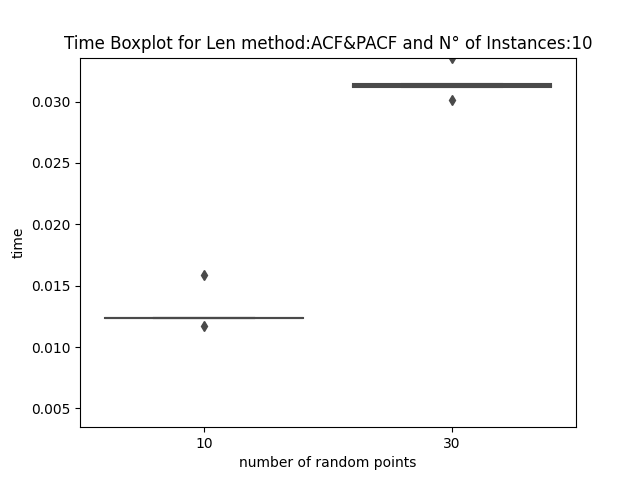 Time Boxplot for Len method:ACF&PACF and N° of Instances:10
0.030
0.025
0.020
0.015
0.010
0.005
time
10
30
number of random points